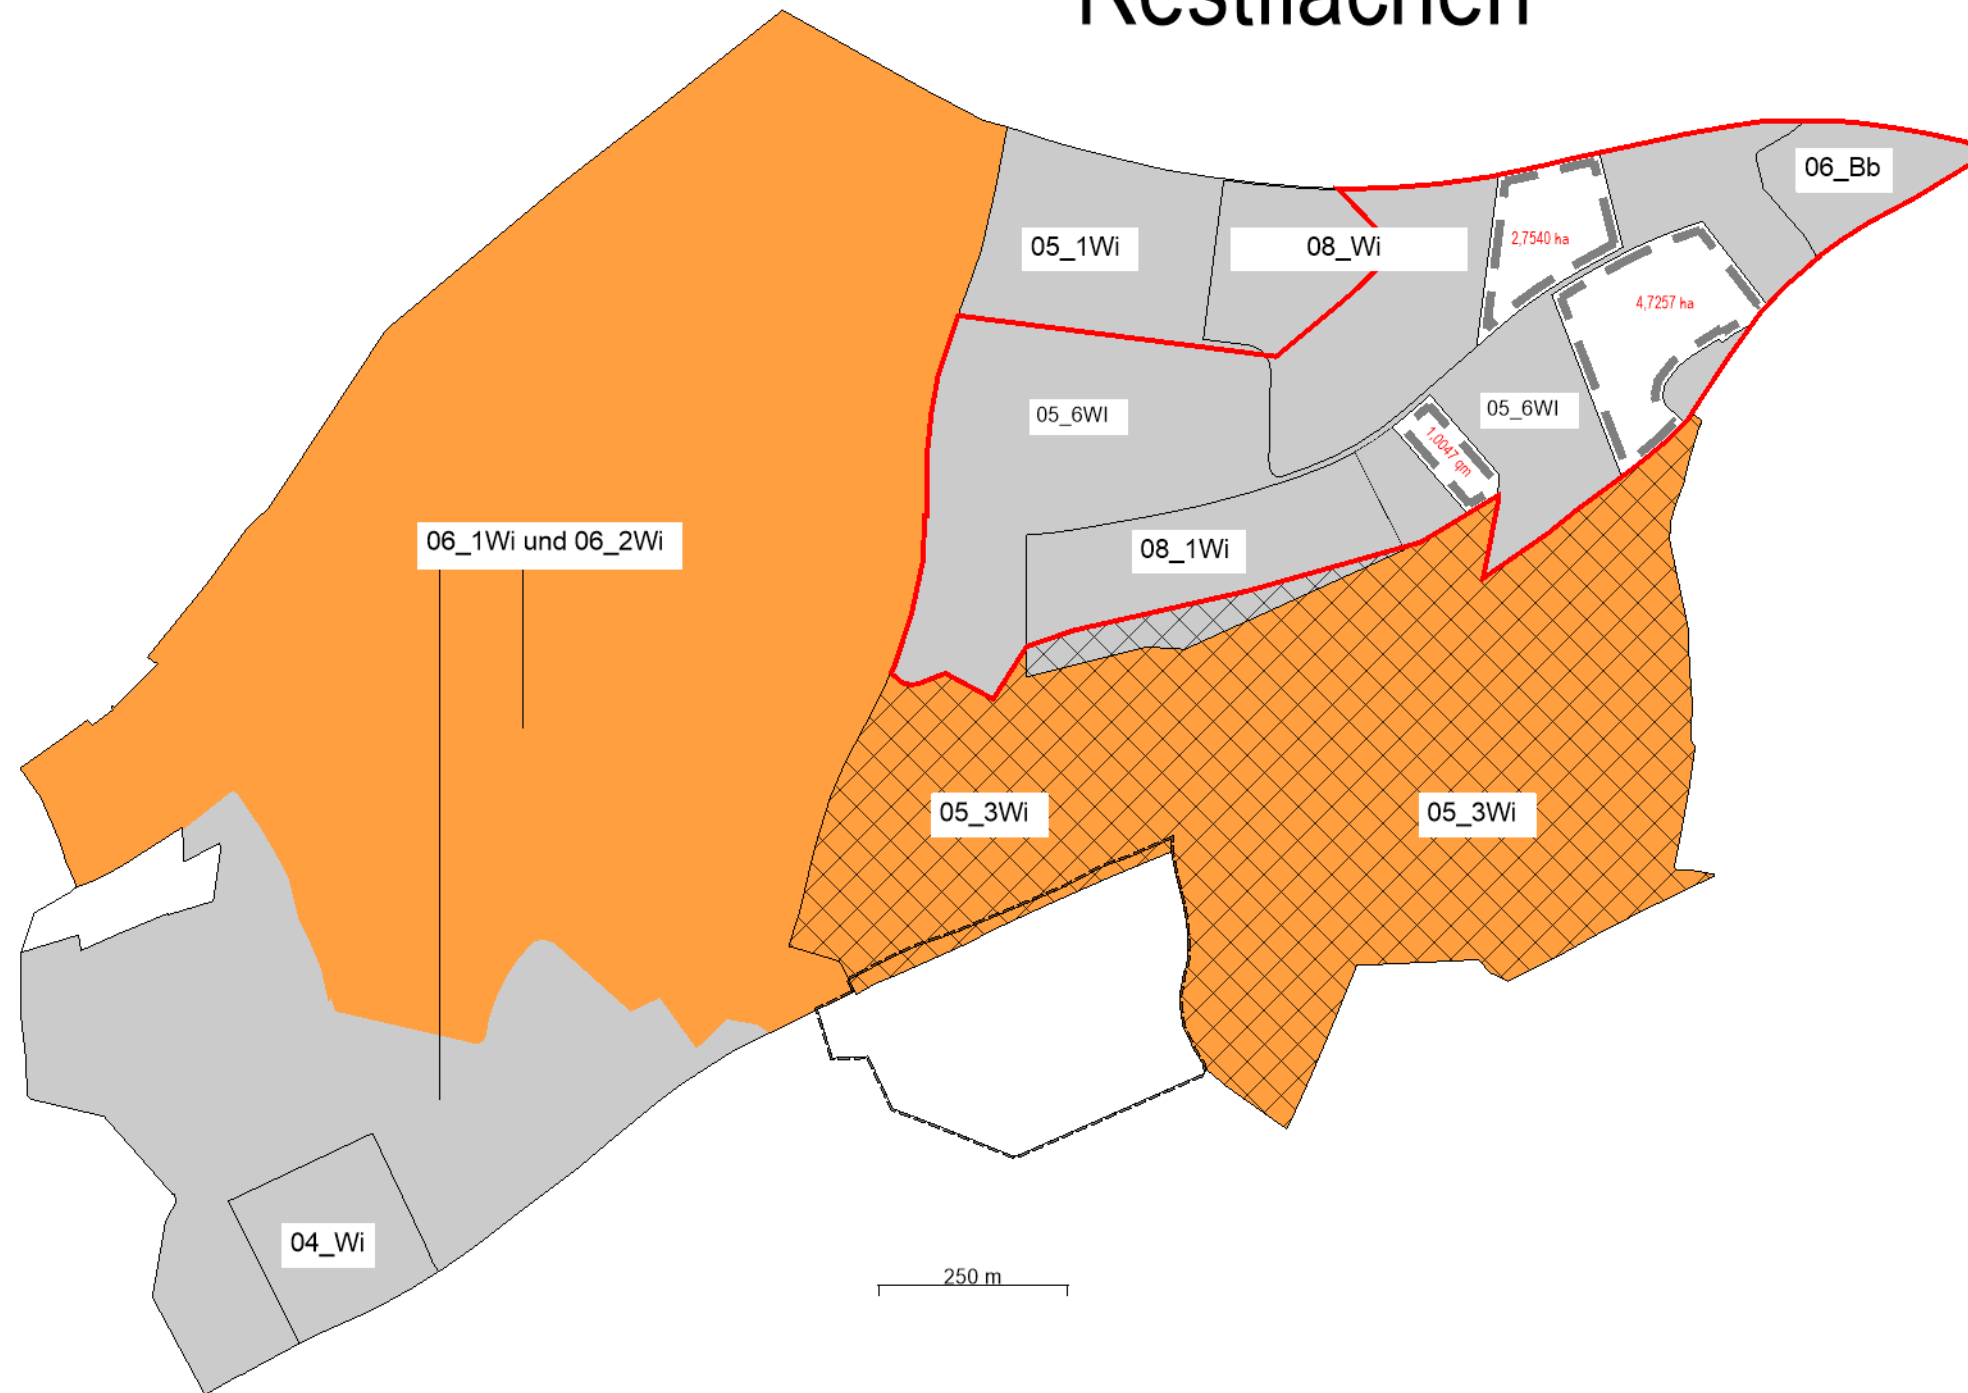 Restflächen
06_Bb
05_1Wi
08_Wi
2,7540 ha
4,7257 ha
05_6WI
05_6WI
1,0047 qm
06_1Wi und 06_2Wi
08_1Wi
05_3Wi
05_3Wi
04_Wi
250 m